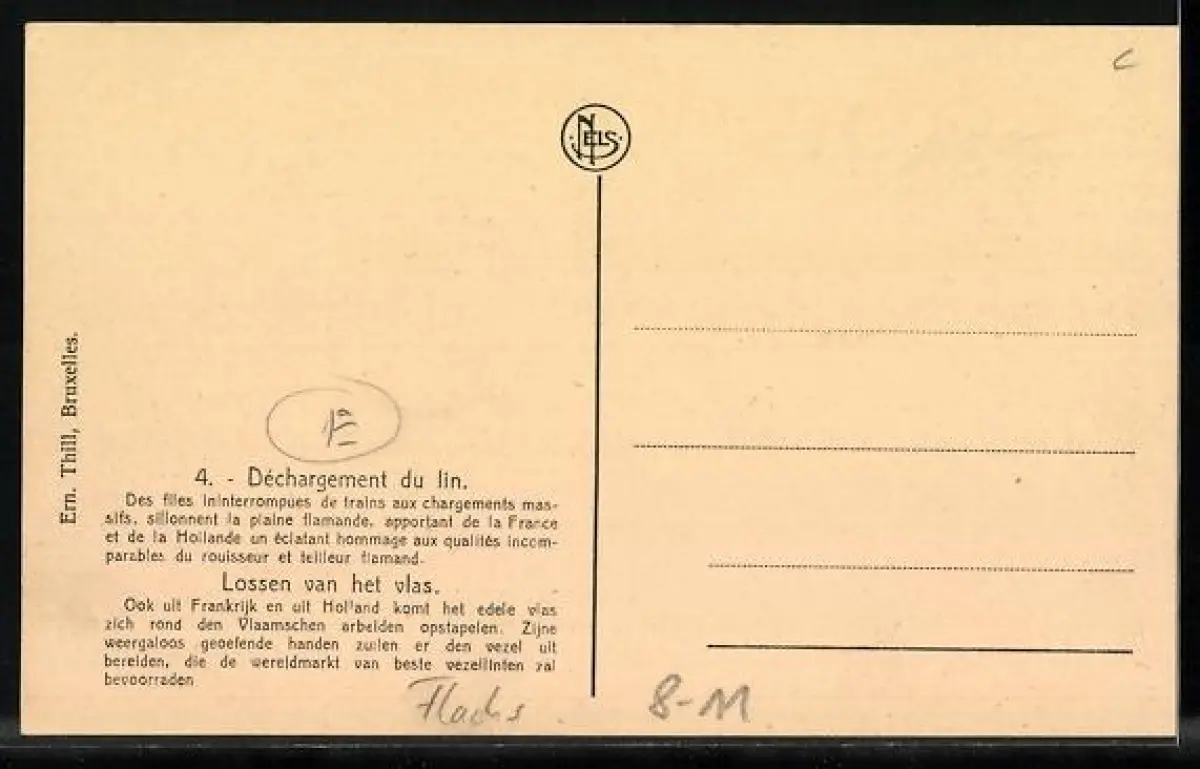 C
NELS
Ern. Thill, Bruxelles.
4. - Déchargement du lin.
Des files ininterrompues de trains aux chargements mas-
sifs, sillonnent la plaine flamande, apportant de la France
et de la Hollande un éclatant hommage aux qualités incom-
parables du rouisseur et teilleur flamand.
Lossen van het vlas.
Ook uit Frankrijk en uit Holland komt het edele vlas
zich rond den Vlaamschen arbeiden opstapelen. Zijne
weergaloos geoefende handen zullen er den vezel uit
bereiden, die de wereldmarkt van beste vezellinten zal
bevoorraden
Flachs
8-M